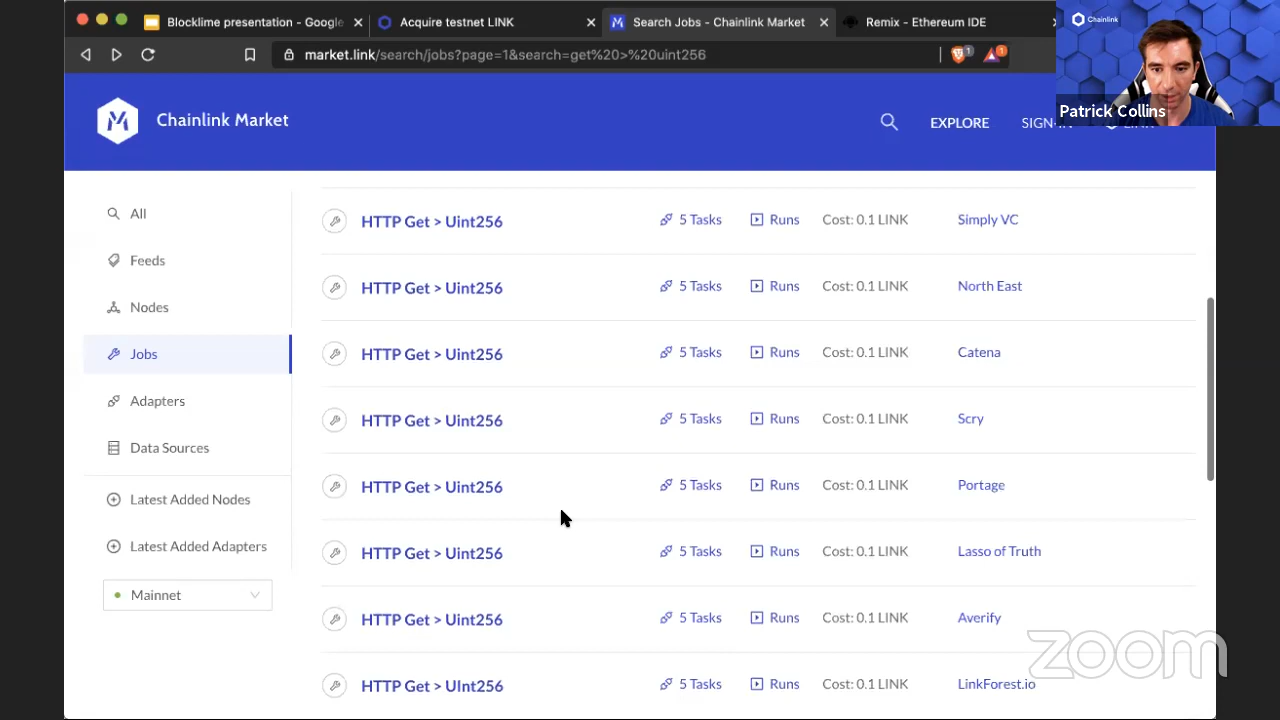 Blocklime presentation - Google
Acquire testnet LINK
Search Jobs - Chainlink Market
Remix - Ethereum IDE
Chainlink
market.link/search/jobs?page=1&search=get%20>%20uint256
1
1
Patrick Collins
Chainlink Market
EXPLORE
SIGN-IN
LINK
All
Feeds
Nodes
Jobs
Adapters
Data Sources
Latest Added Nodes
Latest Added Adapters
Mainnet
HTTP Get > Uint256 5 Tasks Runs Cost: 0.1 LINK Simply VC
HTTP Get > Uint256 5 Tasks Runs Cost: 0.1 LINK North East
HTTP Get > Uint256 5 Tasks Runs Cost: 0.1 LINK Catena
HTTP Get > Uint256 5 Tasks Runs Cost: 0.1 LINK Scry
HTTP Get > Uint256 5 Tasks Runs Cost: 0.1 LINK Portage
HTTP Get > Uint256 5 Tasks Runs Cost: 0.1 LINK Lasso of Truth
HTTP Get > Uint256 5 Tasks Runs Cost: 0.1 LINK Averify
HTTP Get > UInt256 5 Tasks Runs Cost: 0.1 LINK LinkForest.io
zoom